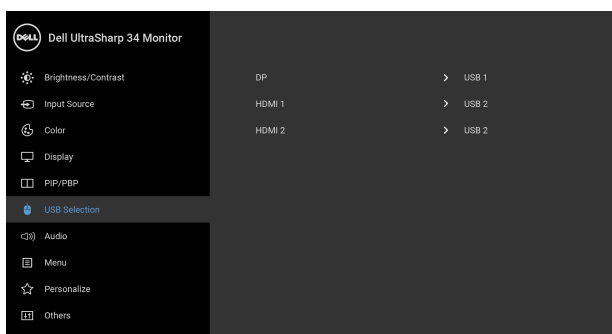 DELL Dell UltraSharp 34 Monitor
Brightness/Contrast
Input Source
Color
Display
PIP/PBP
USB Selection
Audio
Menu
Personalize
Others
DP > USB 1
HDMI 1 > USB 2
HDMI 2 > USB 2